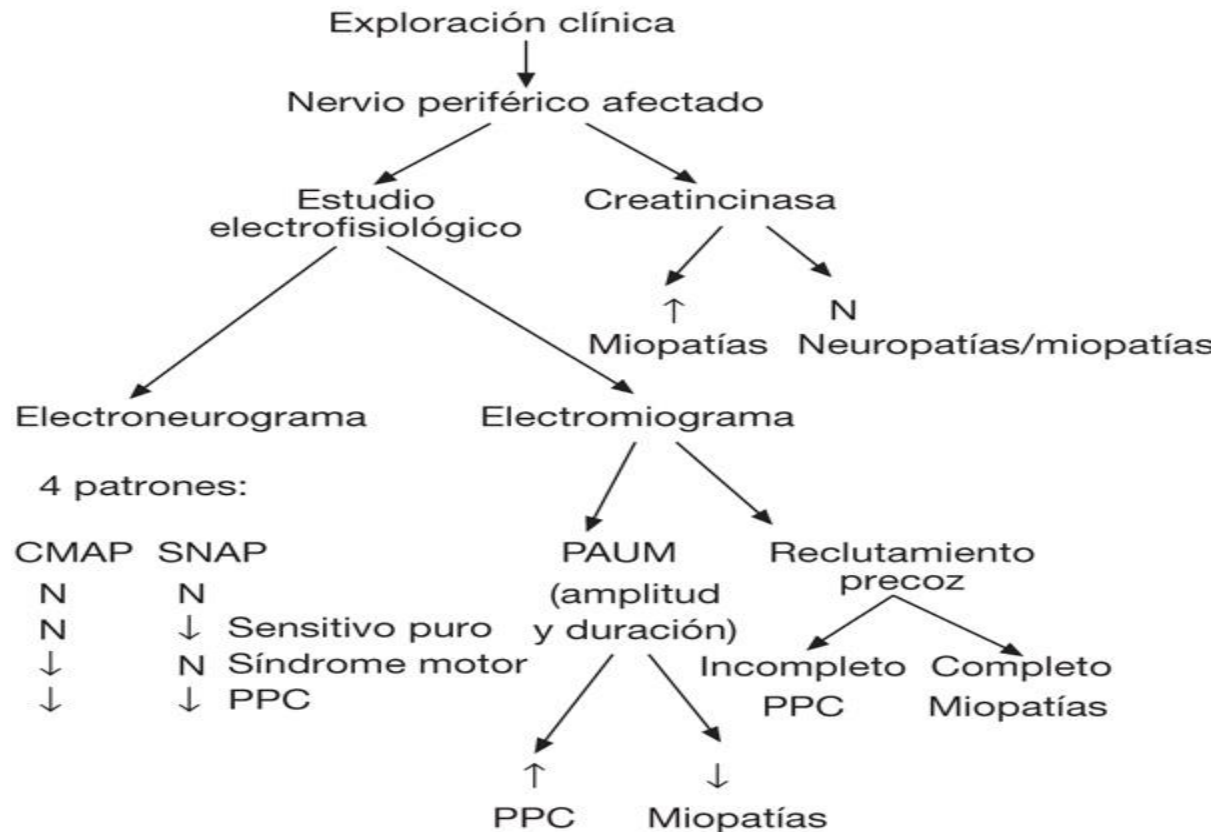 Exploración clínica
Nervio periférico afectado
Estudio
electrofisiológico
Creatincinasa
↑
Miopatías
N
Neuropatías/miopatías
Electroneurograma
Electromiograma
4 patrones:
CMAP SNAP
N N
N ↓ Sensitivo puro
↓ N Síndrome motor
↓ ↓ PPC
PAUM
(amplitud
y duración)
Reclutamiento
precoz
Incompleto
PPC
Completo
Miopatías
↑
PPC
↓
Miopatías